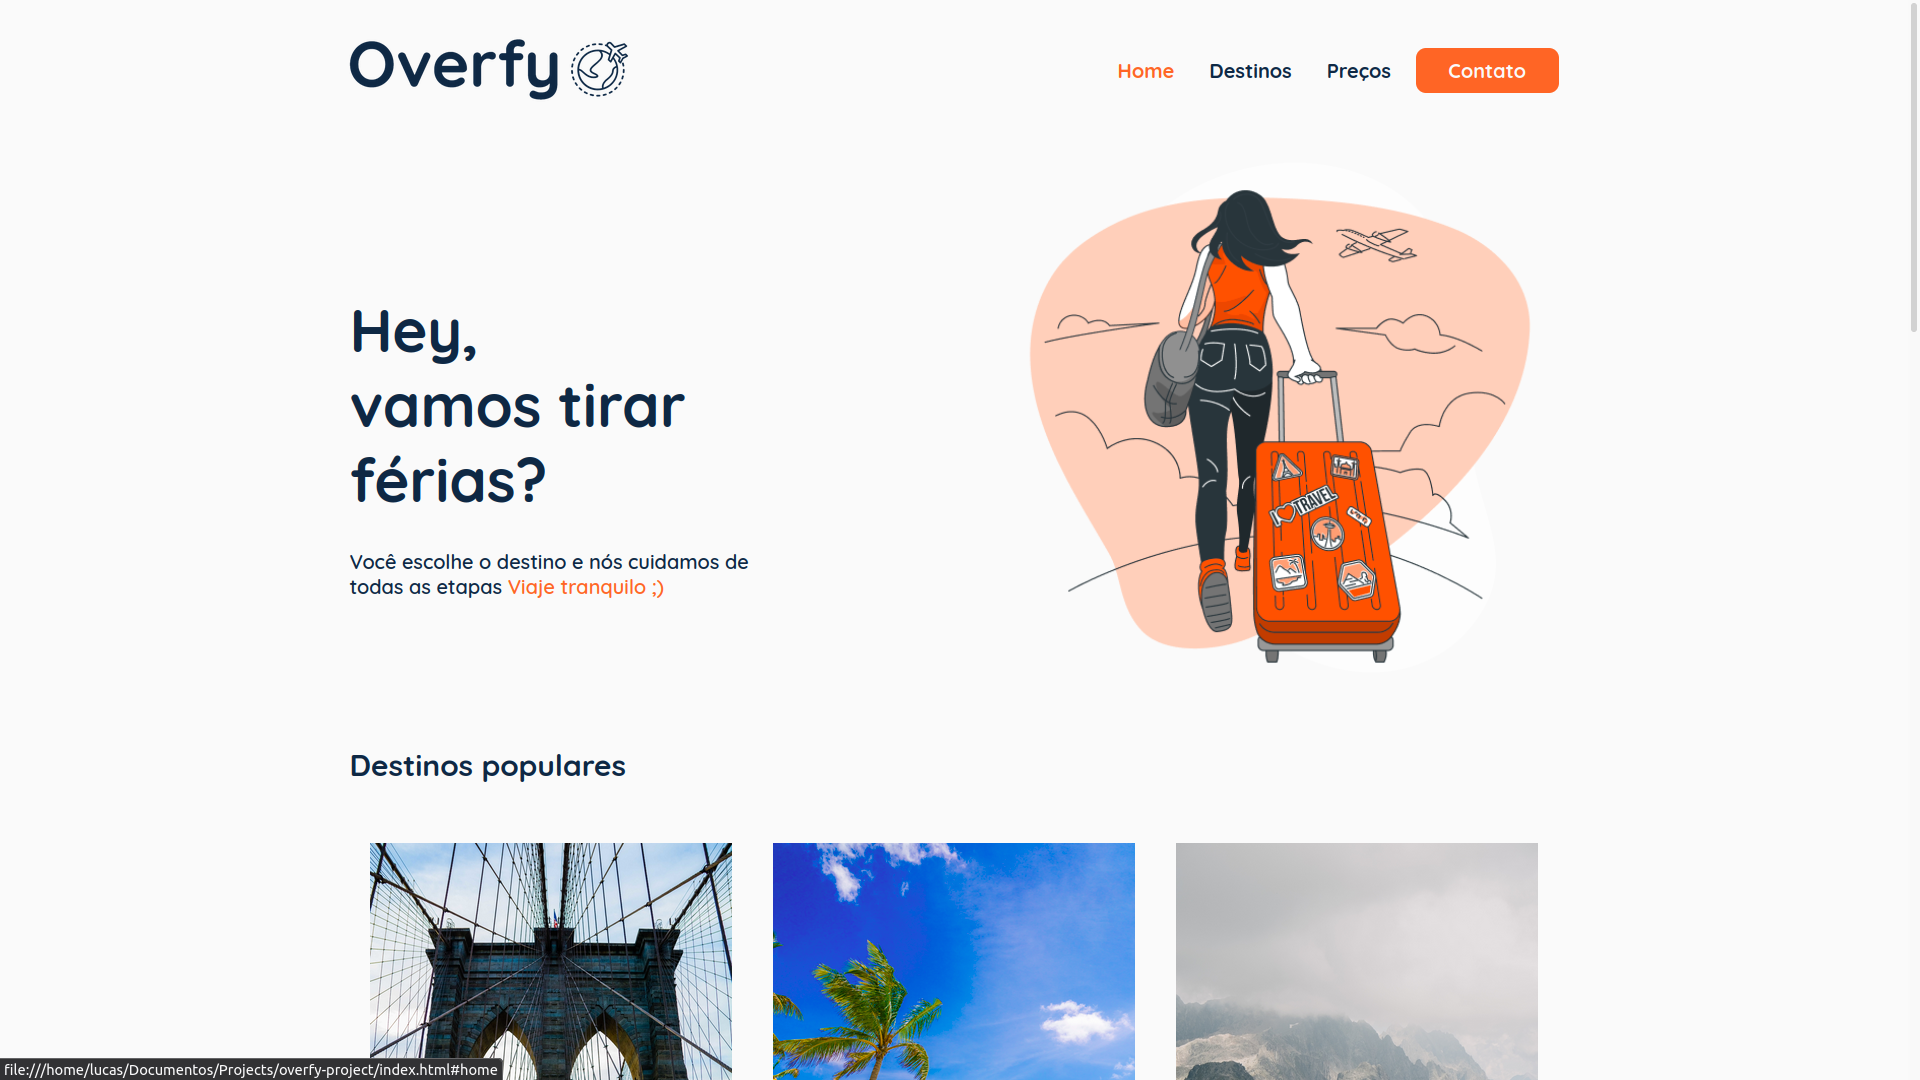 Overfy
Home Destinos Preços Contato
Hey,
vamos tirar
férias?
Você escolhe o destino e nós cuidamos de
todas as etapas Viaje tranquilo ;)
I TRAVEL
Destinos populares
file:///home/lucas/Documentos/Projects/overfy-project/index.html#home